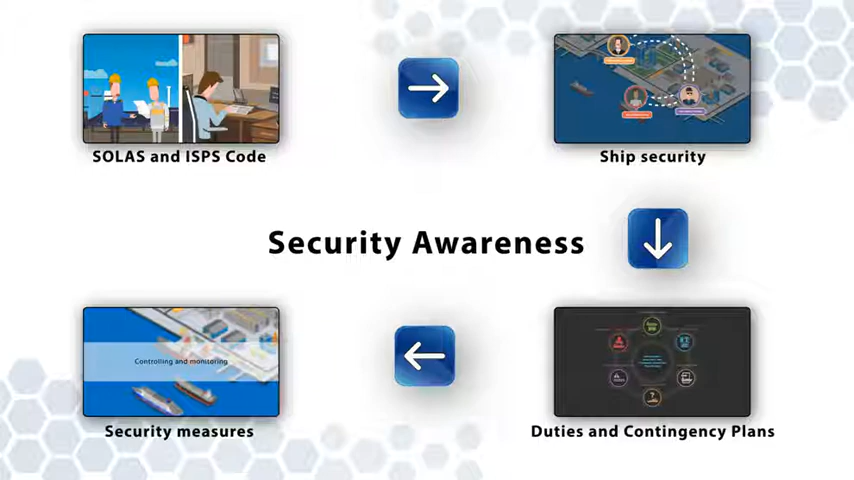 SOLAS and ISPS Code
Ship security
Security Awareness
Controlling and monitoring
Security measures
Duties and Contingency Plans